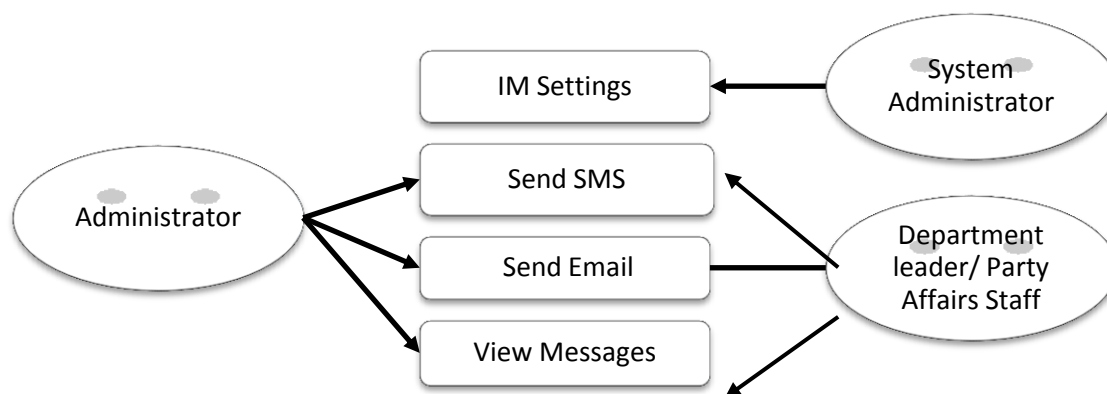 IM Settings
System
Administrator
Send SMS
Administrator
Department
leader/ Party
Affairs Staff
Send Email
View Messages